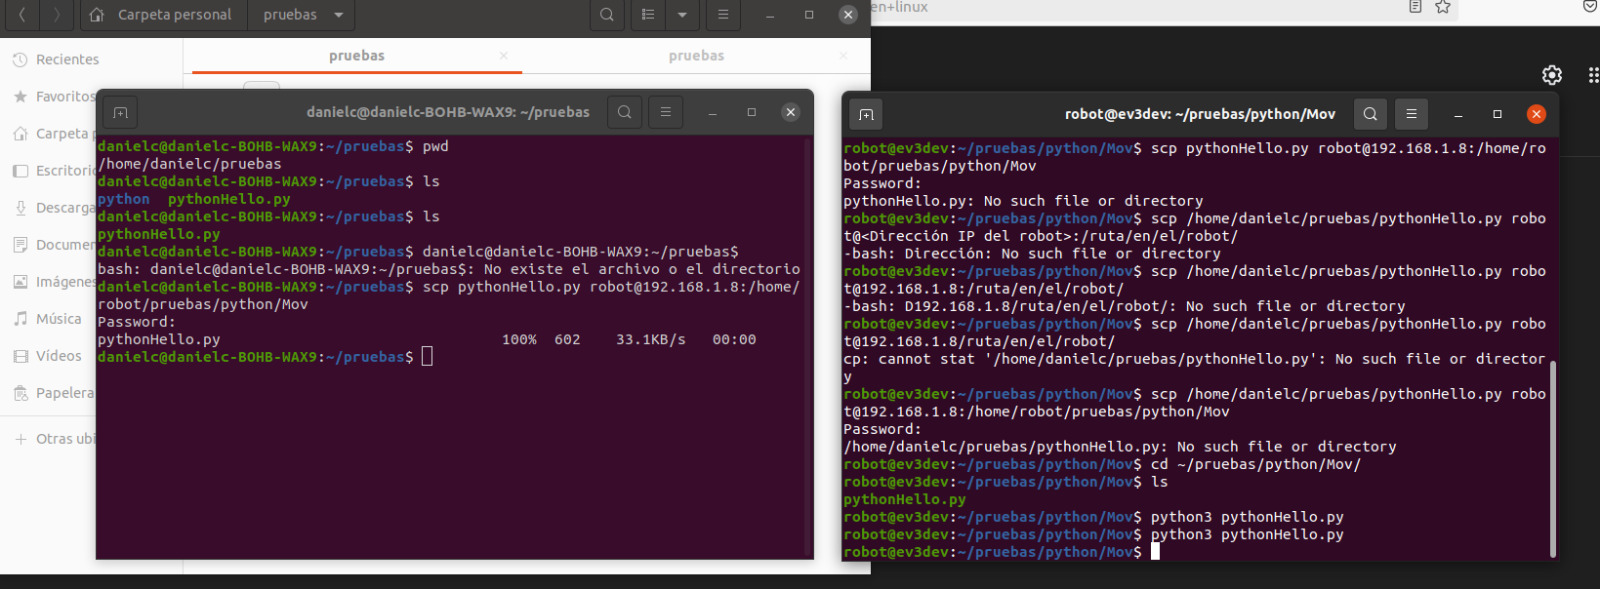 Carpeta personal
pruebas
en+linux
pruebas
pruebas
Recientes
Favoritos
Carpeta p
Escritorio
Descarga
Documen
Imágenes
Música
Vídeos
Papelera
Otras ubi
danielc@danielc-BOHB-WAX9: ~/pruebas
danielc@danielc-BOHB-WAX9:~/pruebas$ pwd
/home/danielc/pruebas
danielc@danielc-BOHB-WAX9:~/pruebas$ ls
python  pythonHello.py
danielc@danielc-BOHB-WAX9:~/pruebas$ ls
pythonHello.py
danielc@danielc-BOHB-WAX9:~/pruebas$ danielc@danielc-BOHB-WAX9:~/pruebas$
bash: danielc@danielc-BOHB-WAX9:~/pruebas$: No existe el archivo o el directorio
danielc@danielc-BOHB-WAX9:~/pruebas$ scp pythonHello.py robot@192.168.1.8:/home/
robot/pruebas/python/Mov
Password:
pythonHello.py 100% 602 33.1KB/s 00:00
danielc@danielc-BOHB-WAX9:~/pruebas$
robot@ev3dev: ~/pruebas/python/Mov
robot@ev3dev:~/pruebas/python/Mov$ scp pythonHello.py robot@192.168.1.8:/home/ro
bot/pruebas/python/Mov
Password:
pythonHello.py: No such file or directory
robot@ev3dev:~/pruebas/python/Mov$ scp /home/danielc/pruebas/pythonHello.py robo
t@<Dirección IP del robot>:/ruta/en/el/robot/
-bash: Dirección: No such file or directory
robot@ev3dev:~/pruebas/python/Mov$ scp /home/danielc/pruebas/pythonHello.py robo
t@192.168.1.8:/ruta/en/el/robot/
-bash: D192.168.1.8/ruta/en/el/robot/: No such file or directory
robot@ev3dev:~/pruebas/python/Mov$ scp /home/danielc/pruebas/pythonHello.py robo
t@192.168.1.8/ruta/en/el/robot/
cp: cannot stat '/home/danielc/pruebas/pythonHello.py': No such file or director
y
robot@ev3dev:~/pruebas/python/Mov$ scp /home/danielc/pruebas/pythonHello.py robo
t@192.168.1.8:/home/robot/pruebas/python/Mov
Password:
/home/danielc/pruebas/pythonHello.py: No such file or directory
robot@ev3dev:~/pruebas/python/Mov$ cd ~/pruebas/python/Mov/
robot@ev3dev:~/pruebas/python/Mov$ ls
pythonHello.py
robot@ev3dev:~/pruebas/python/Mov$ python3 pythonHello.py
robot@ev3dev:~/pruebas/python/Mov$ python3 pythonHello.py
robot@ev3dev:~/pruebas/python/Mov$